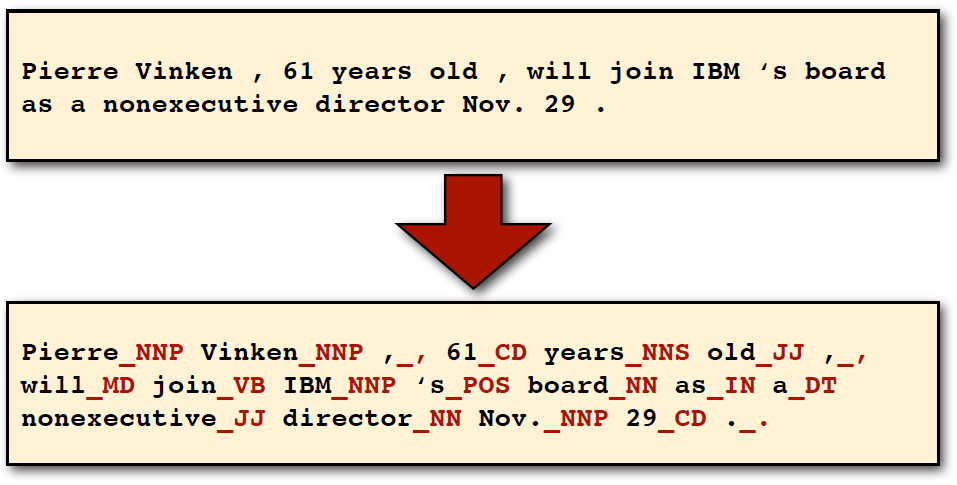 Pierre Vinken , 61 years old , will join IBM ‘s board
as a nonexecutive director Nov. 29 .
Pierre_NNP Vinken_NNP ,_, 61_CD years_NNS old_JJ ,_,
will_MD join_VB IBM_NNP ‘s_POS board_NN as_IN a_DT
nonexecutive_JJ director_NN Nov._NNP 29_CD ._.